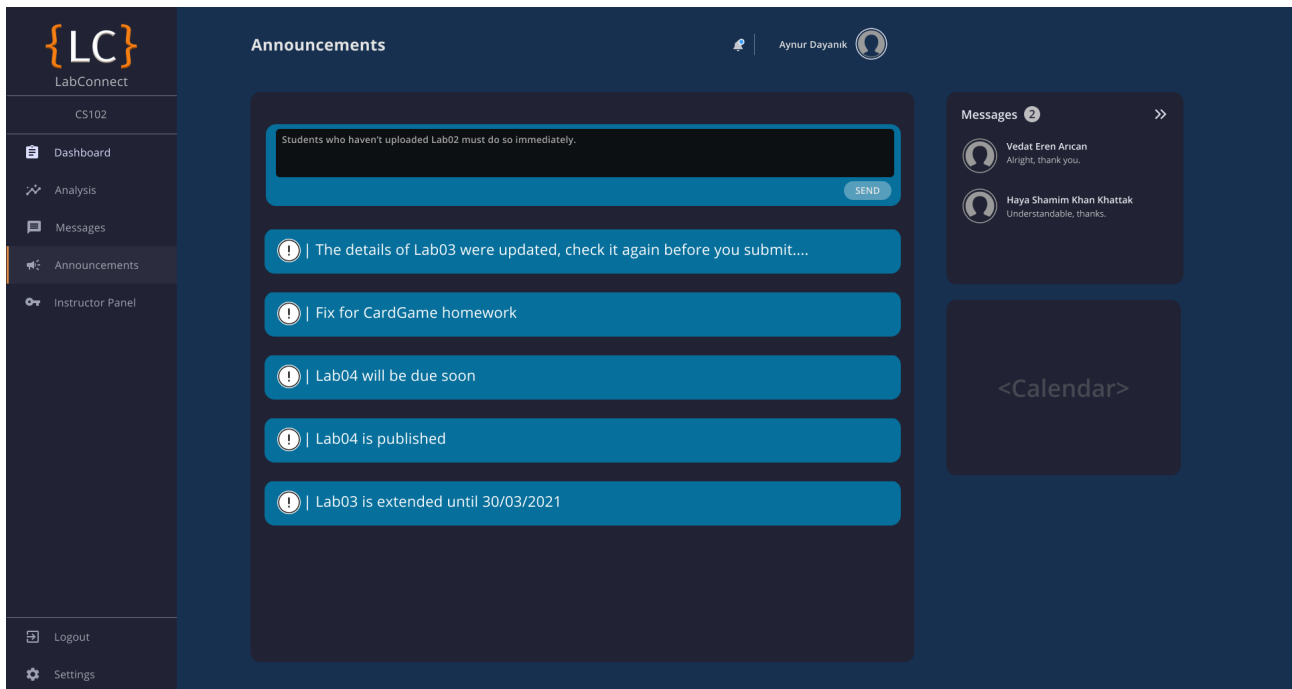 {LC}
LabConnect
CS102
Dashboard
Analysis
Messages
Announcements
Instructor Panel
Logout
Settings
Announcements
Aynur Dayanık
Students who haven't uploaded Lab02 must do so immediately.
SEND
| The details of Lab03 were updated, check it again before you submit....
| Fix for CardGame homework
| Lab04 will be due soon
| Lab04 is published
| Lab03 is extended until 30/03/2021
Messages 2
Vedat Eren Arıcan
Alright, thank you.
Haya Shamim Khan Khattak
Understandable, thanks.
<Calendar>